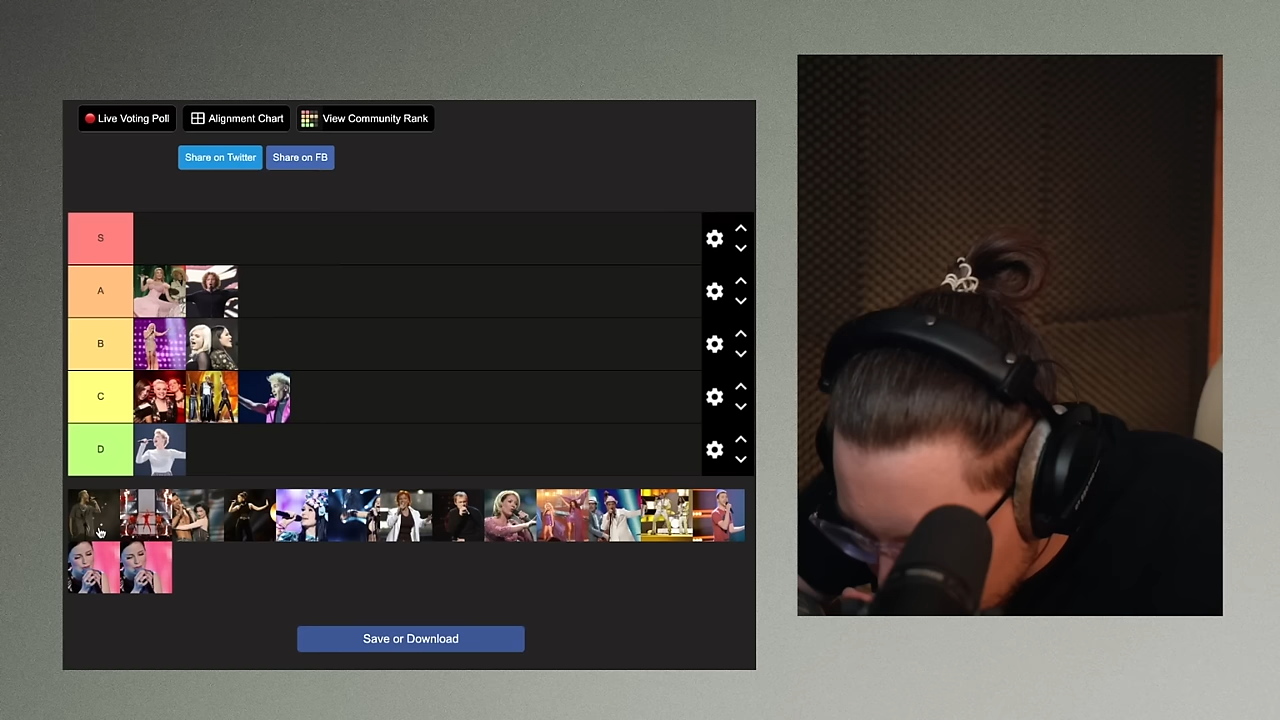 Live Voting Poll Alignment Chart View Community Rank
Share on Twitter Share on FB
S
A
B
C
D
Save or Download